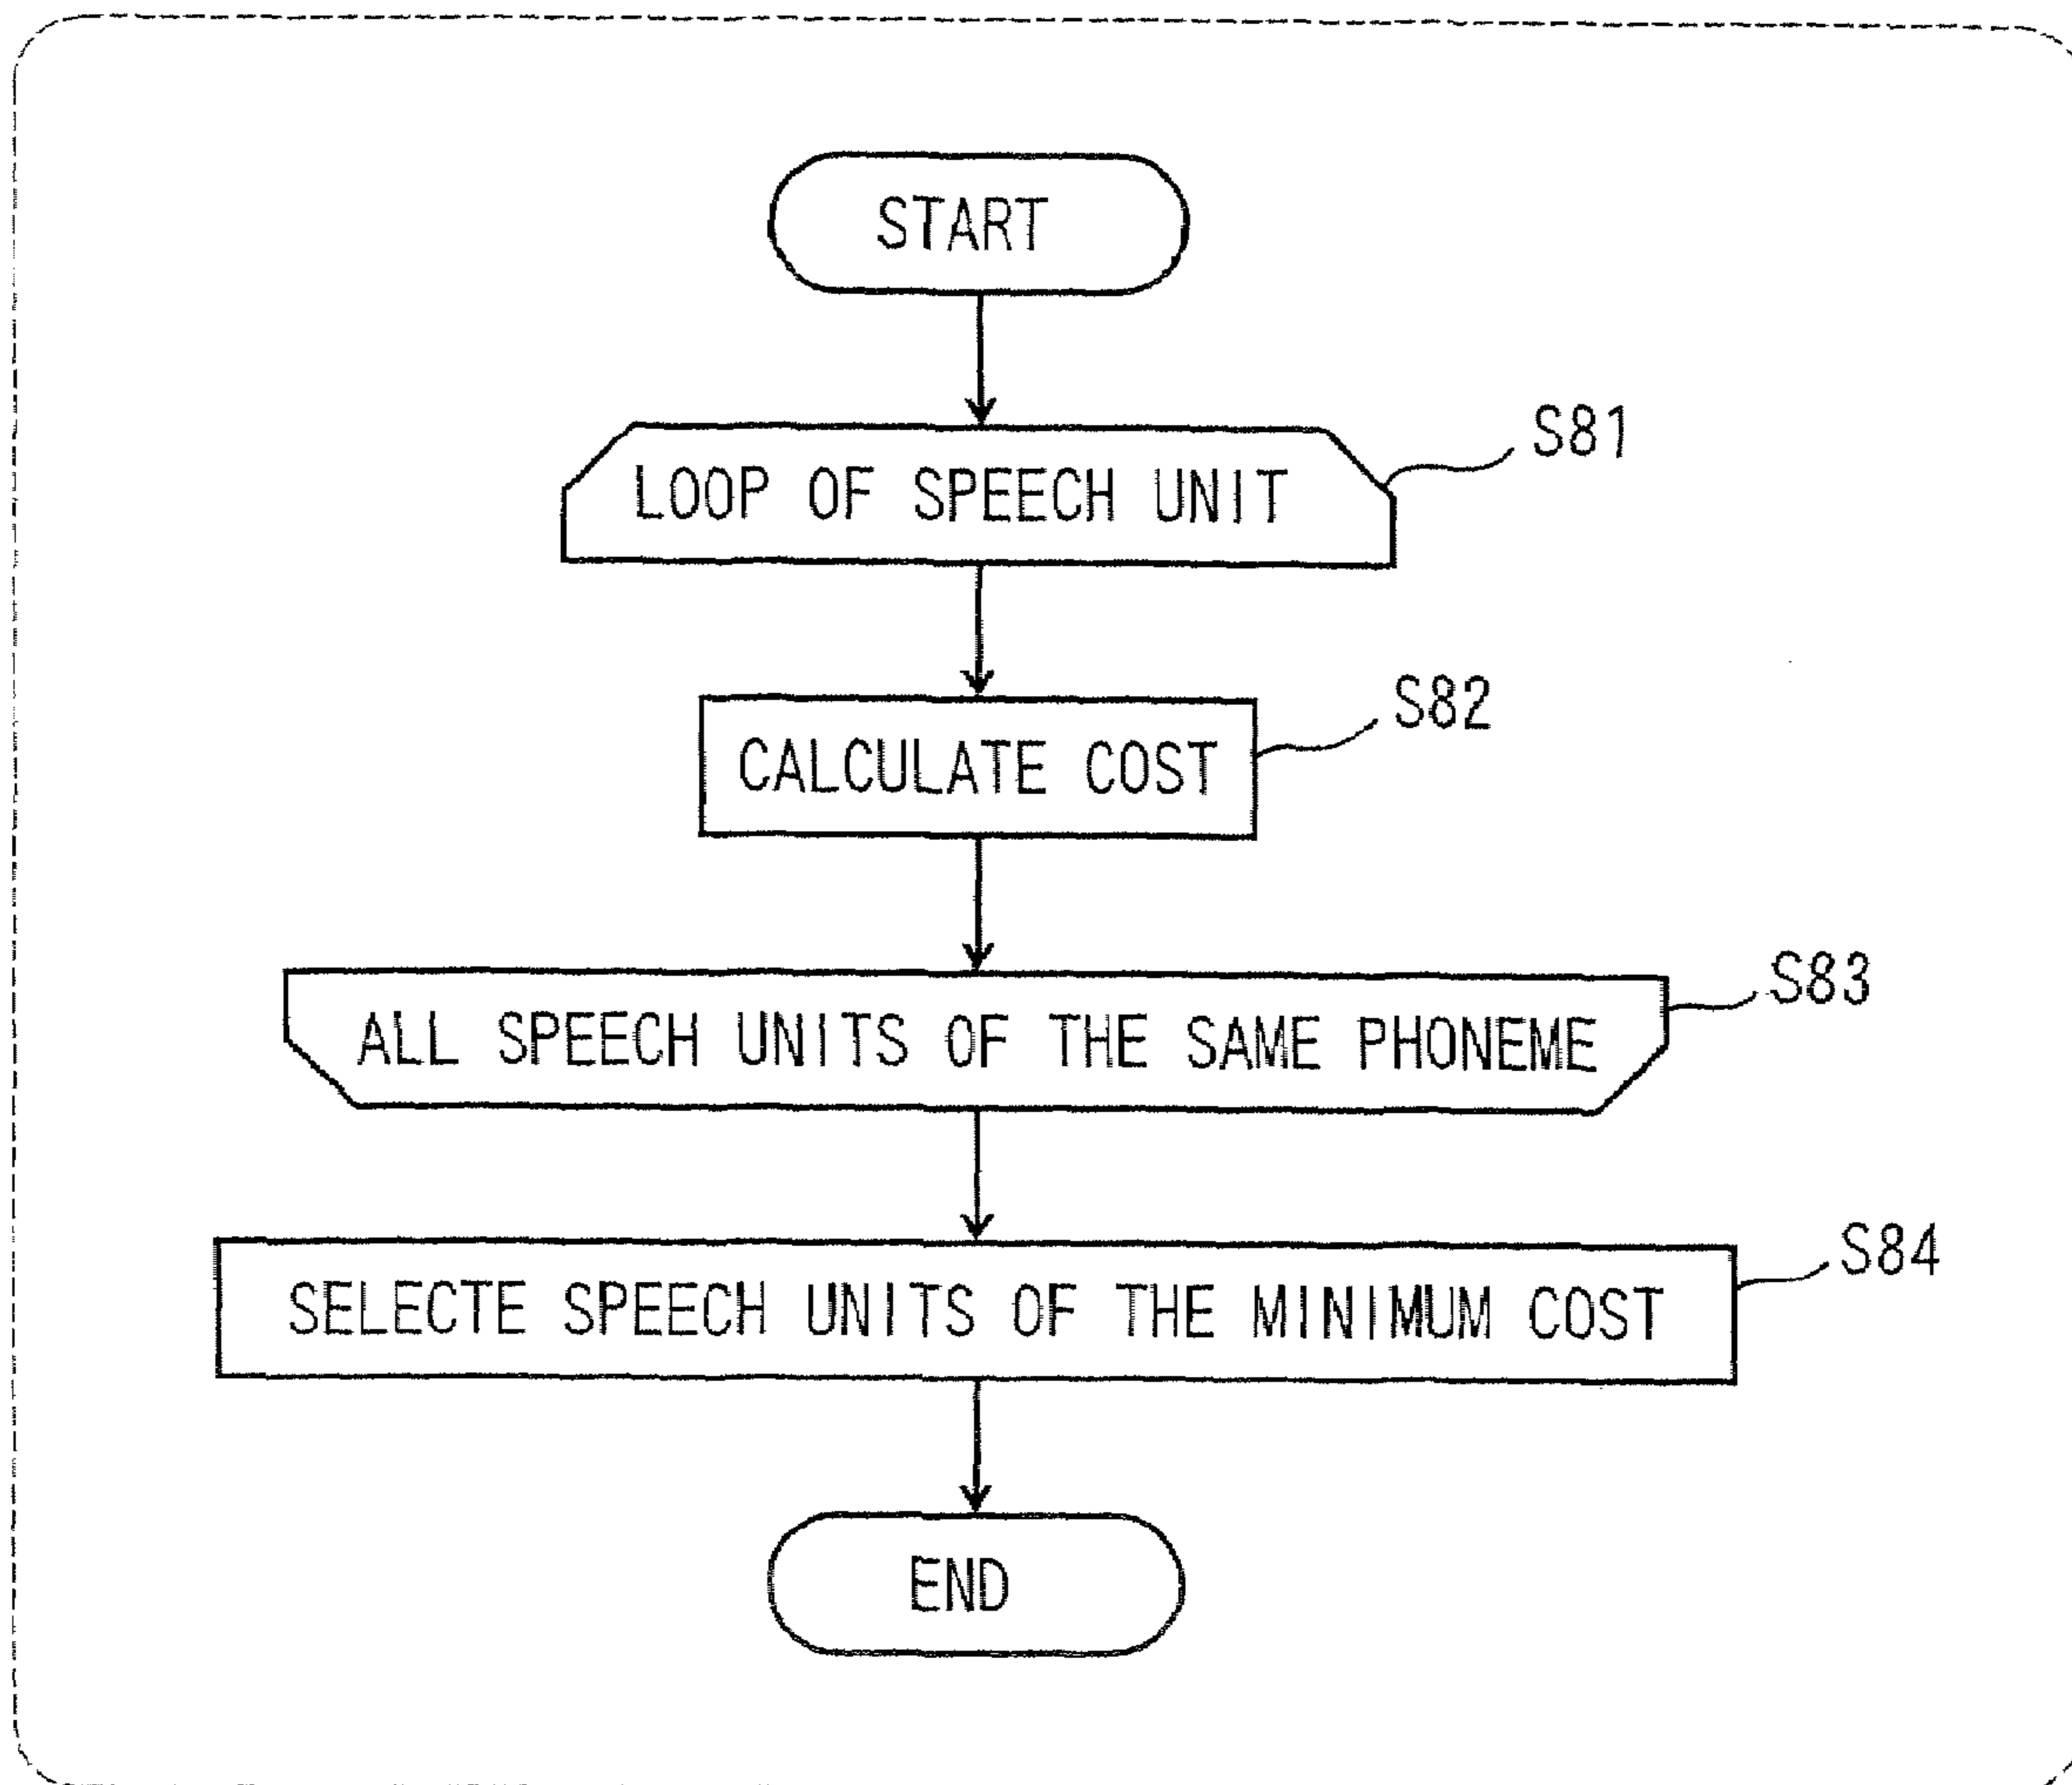 START
LOOP OF SPEECH UNIT
S81
CALCULATE COST
S82
ALL SPEECH UNITS OF THE SAME PHONEME
S83
SELECTE SPEECH UNITS OF THE MINIMUM COST
S84
END